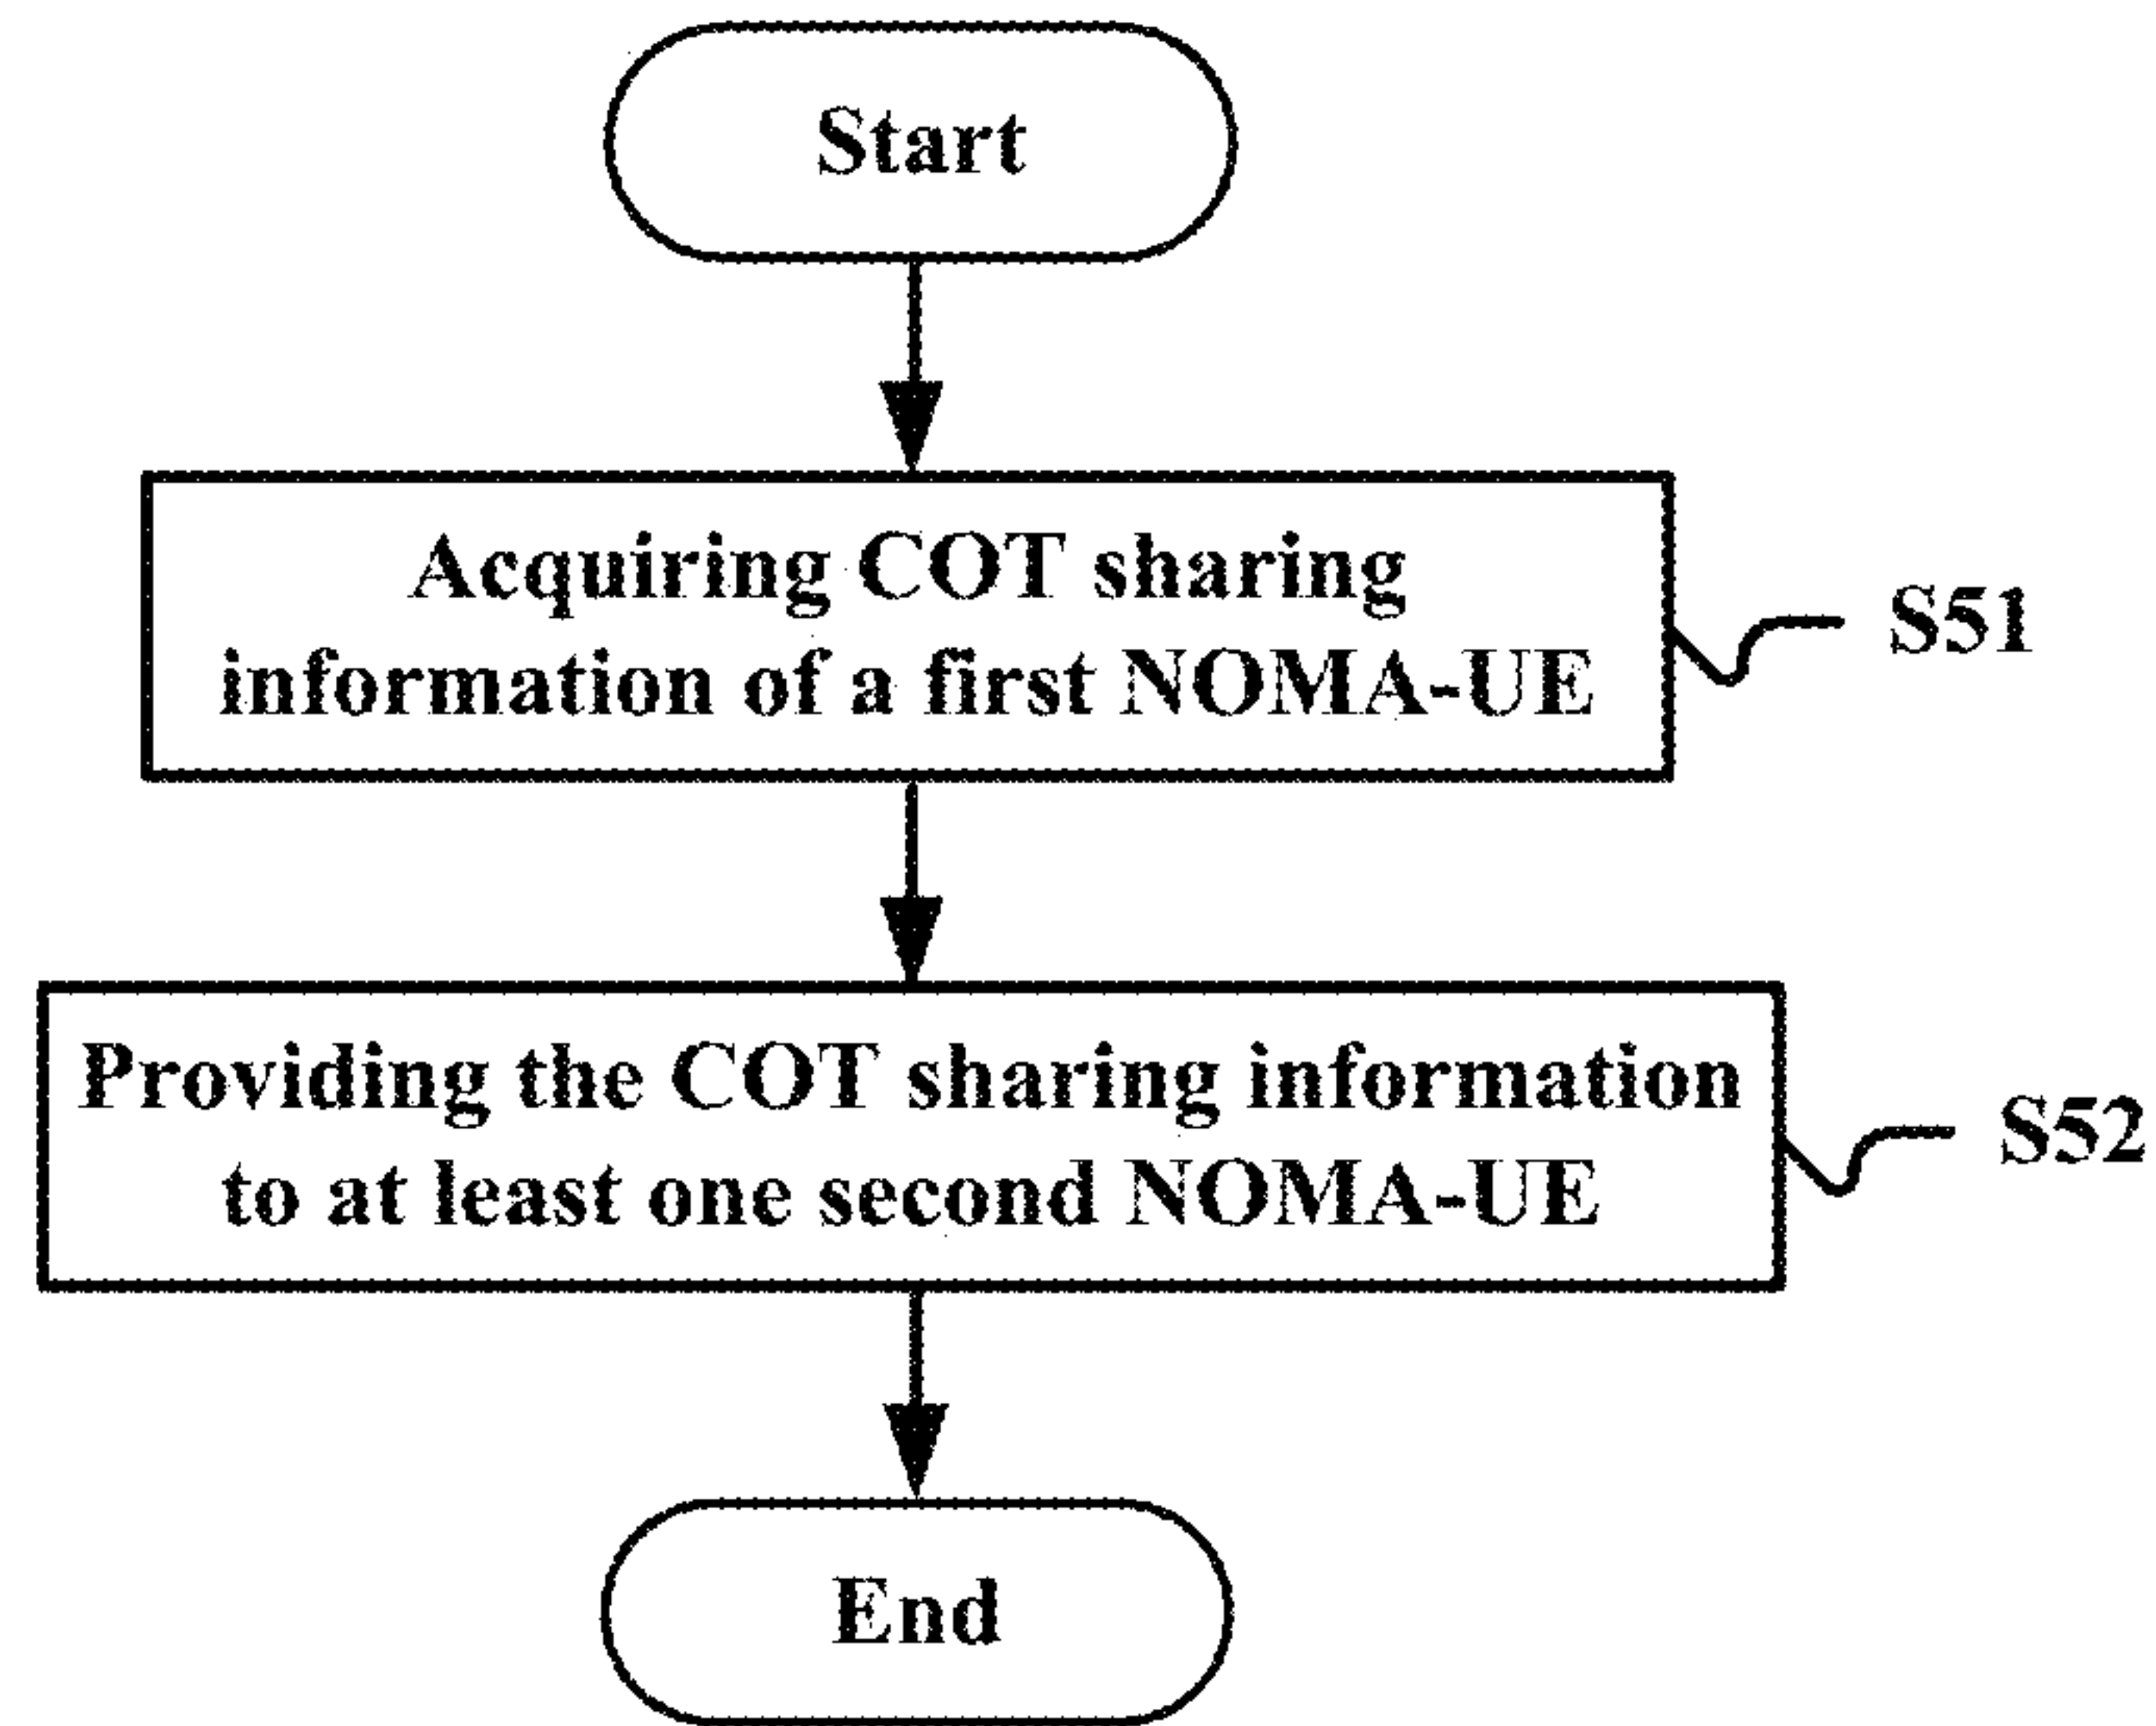 Start
Acquiring COT sharing
information of a first NOMA-UE
S51
Providing the COT sharing information
to at least one second NOMA-UE
S52
End